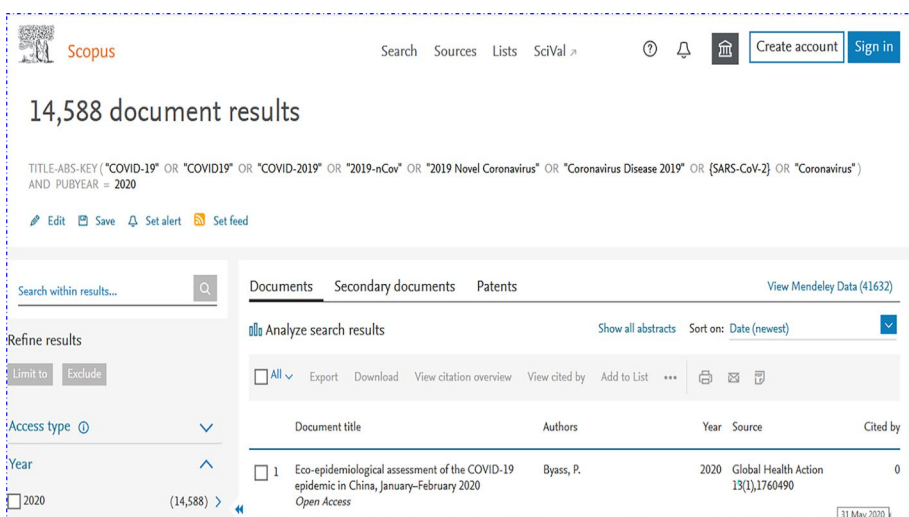 Scopus
Search Sources Lists SciVal
Create account
Sign in
14,588 document results
TITLE-ABS-KEY ( "COVID-19" OR "COVID19" OR "COVID-2019" OR "2019-nCov" OR "2019 Novel Coronavirus" OR "Coronavirus Disease 2019" OR {SARS-CoV-2} OR "Coronavirus" )
AND PUBYEAR = 2020
Edit Save Set alert Set feed
Search within results...
Refine results
Limit to Exclude
Access type
Year
2020 (14,588)
Documents Secondary documents Patents View Mendeley Data (41632)
Analyze search results Show all abstracts Sort on: Date (newest)
All Export Download View citation overview View cited by Add to List •••
Document title Authors Year Source Cited by
1 Eco-epidemiological assessment of the COVID-19 Byass, P. 2020 Global Health Action 0
epidemic in China, January–February 2020 13(1),1760490
Open Access
31 May 2020